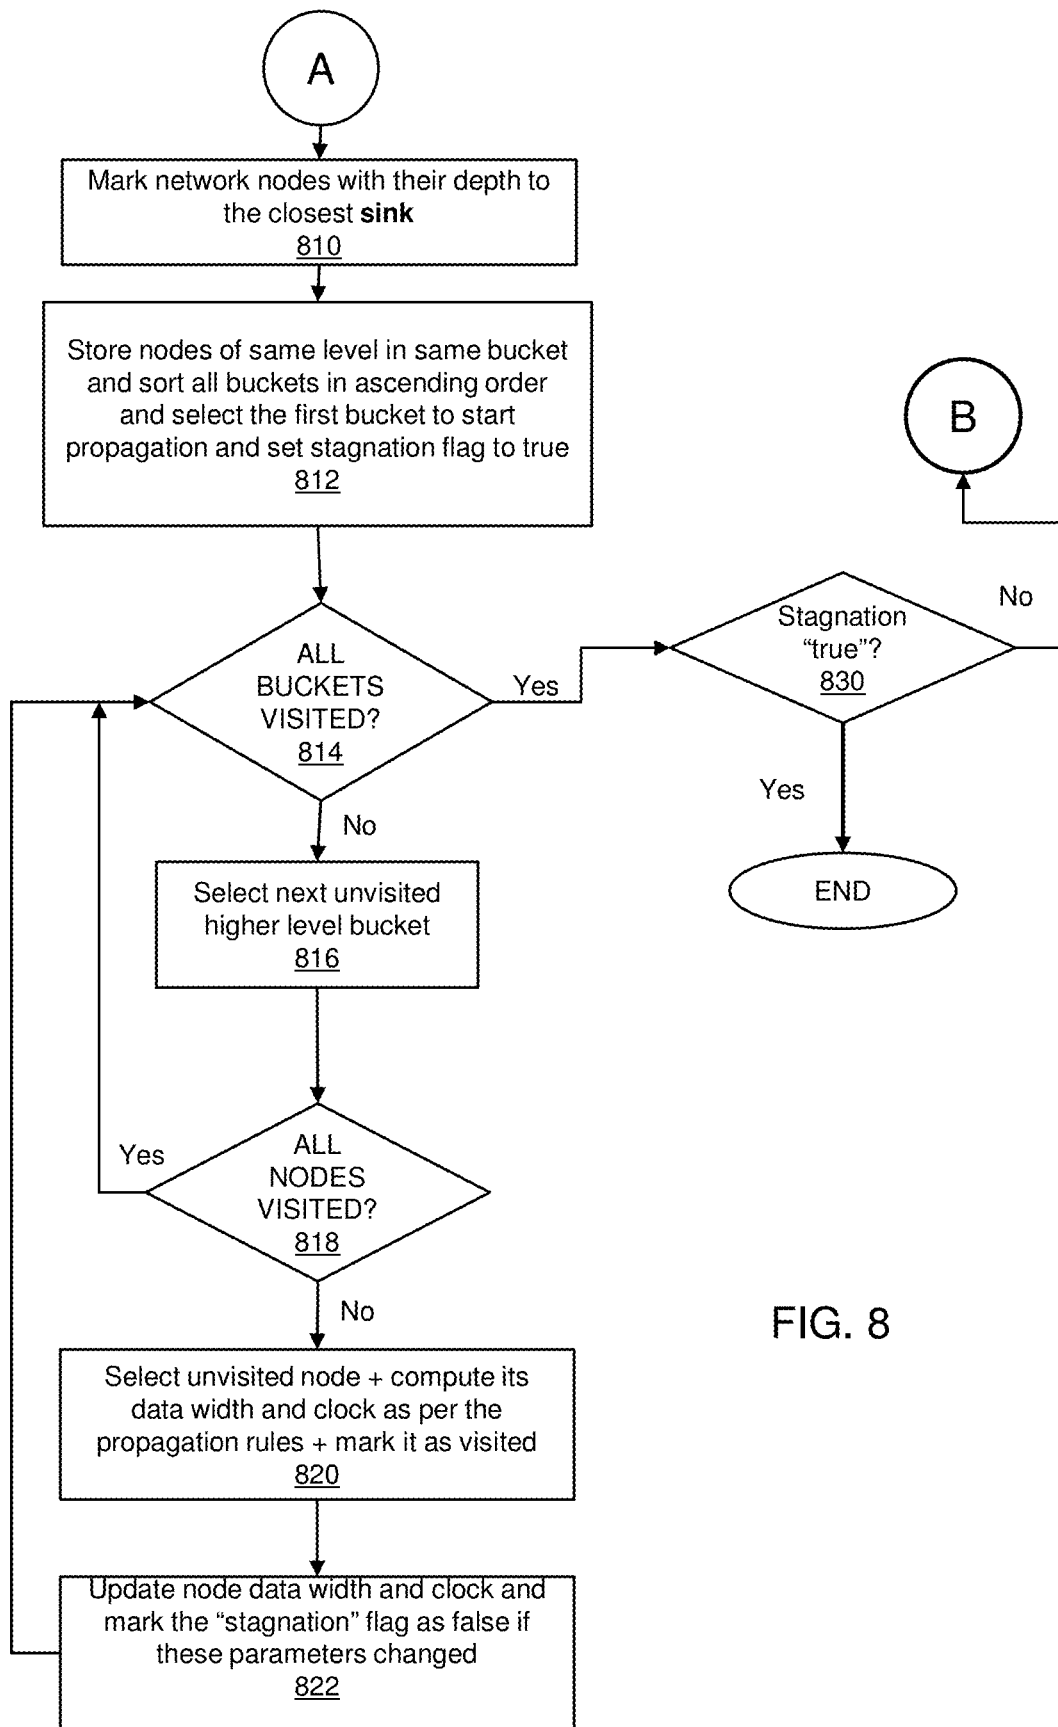 A
Mark network nodes with their depth to
the closest sink
810
Store nodes of same level in same bucket
and sort all buckets in ascending order
and select the first bucket to start
propagation and set stagnation flag to true
812
B
ALL
BUCKETS
VISITED?
814
Yes
Stagnation
“true”?
830
No
Yes
END
No
Select next unvisited
higher level bucket
816
ALL
NODES
VISITED?
818
Yes
No
FIG. 8
Select unvisited node + compute its
data width and clock as per the
propagation rules + mark it as visited
820
Update node data width and clock and
mark the “stagnation” flag as false if
these parameters changed
822